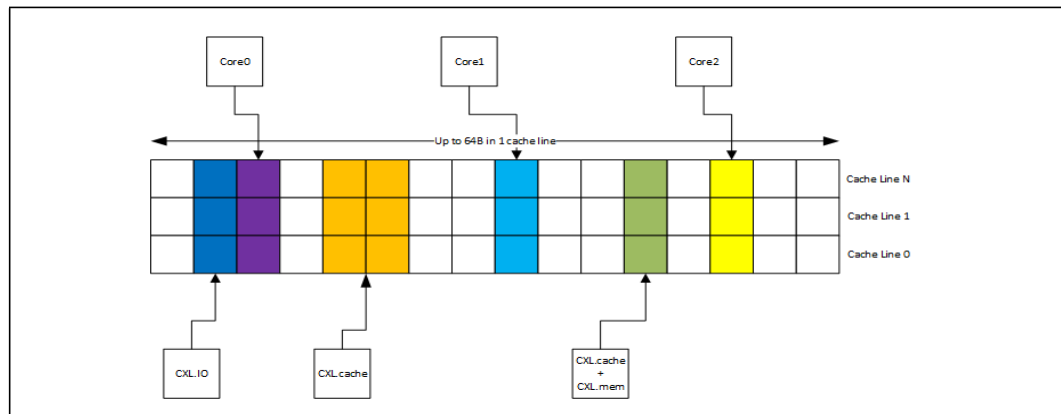 Core0
Core1
Core2
Up to 64B in 1 cache line
Cache Line N
Cache Line 1
Cache Line 0
CXL.IO
CXL.cache
CXL.cache
+
CXL.mem